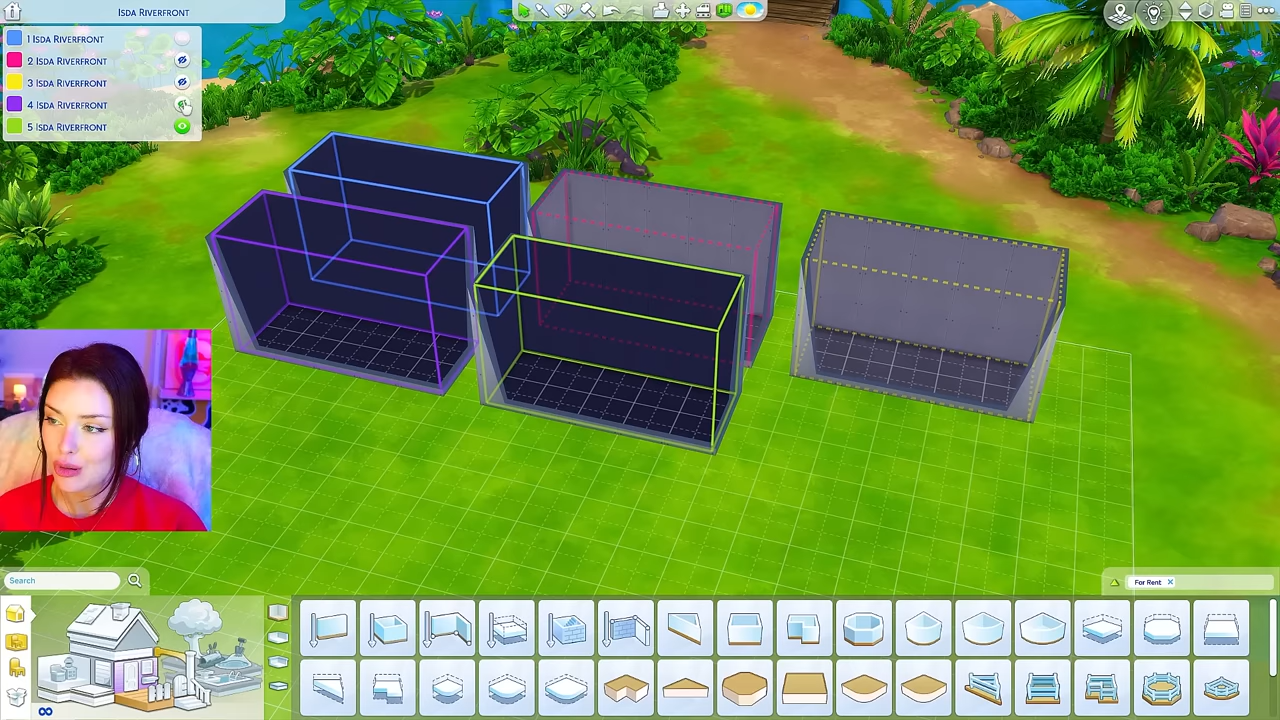 Isda Riverfront
1 Isda Riverfront
2 Isda Riverfront
3 Isda Riverfront
4 Isda Riverfront
5 Isda Riverfront
Search
For Rent